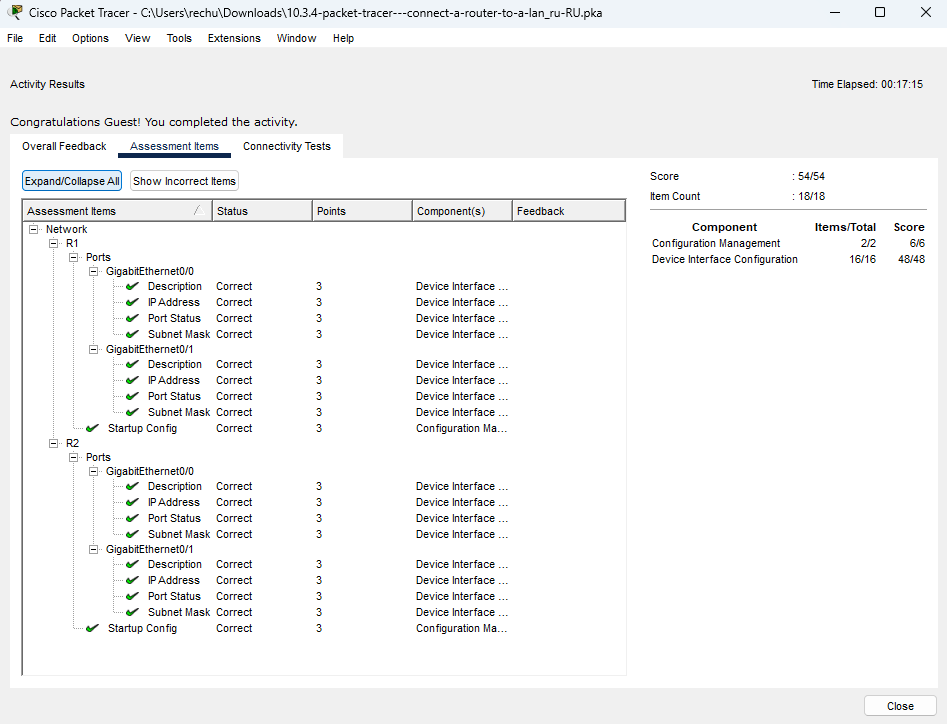 Cisco Packet Tracer - C:\Users\rechu\Downloads\10.3.4-packet-tracer---connect-a-router-to-a-lan_ru-RU.pka
File Edit Options View Tools Extensions Window Help
Activity Results
Time Elapsed: 00:17:15
Congratulations Guest! You completed the activity.
Overall Feedback Assessment Items Connectivity Tests
Expand/Collapse All Show Incorrect Items
Assessment Items Status Points Component(s) Feedback
Network
R1
Ports
GigabitEthernet0/0
Description Correct 3 Device Interface ...
IP Address Correct 3 Device Interface ...
Port Status Correct 3 Device Interface ...
Subnet Mask Correct 3 Device Interface ...
GigabitEthernet0/1
Description Correct 3 Device Interface ...
IP Address Correct 3 Device Interface ...
Port Status Correct 3 Device Interface ...
Subnet Mask Correct 3 Device Interface ...
Startup Config Correct 3 Configuration Ma...
R2
Ports
GigabitEthernet0/0
Description Correct 3 Device Interface ...
IP Address Correct 3 Device Interface ...
Port Status Correct 3 Device Interface ...
Subnet Mask Correct 3 Device Interface ...
GigabitEthernet0/1
Description Correct 3 Device Interface ...
IP Address Correct 3 Device Interface ...
Port Status Correct 3 Device Interface ...
Subnet Mask Correct 3 Device Interface ...
Startup Config Correct 3 Configuration Ma...
Score : 54/54
Item Count : 18/18
Component Items/Total Score
Configuration Management 2/2 6/6
Device Interface Configuration 16/16 48/48
Close